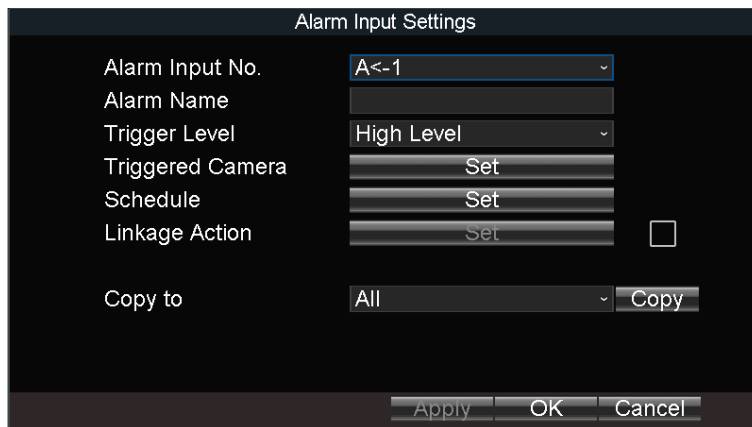 Alarm Input Settings
Alarm Input No. A<-1
Alarm Name
Trigger Level High Level
Triggered Camera Set
Schedule Set
Linkage Action Set
Copy to All Copy
Apply OK Cancel